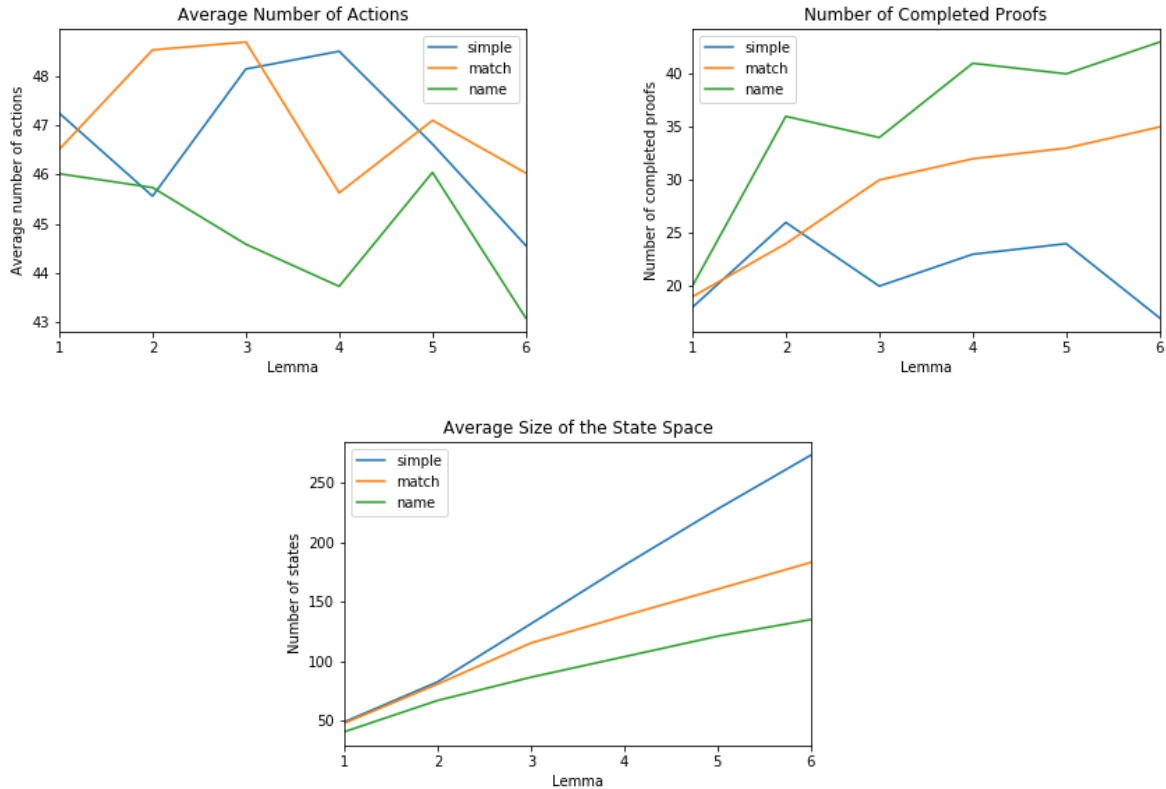 Average Number of Actions
simple
match
name
48
47
46
45
44
43
Average number of actions
1 2 3 4 5 6
Lemma
Number of Completed Proofs
simple
match
name
40
35
30
25
20
Number of completed proofs
1 2 3 4 5 6
Lemma
Average Size of the State Space
simple
match
name
250
200
150
100
50
Number of states
1 2 3 4 5 6
Lemma